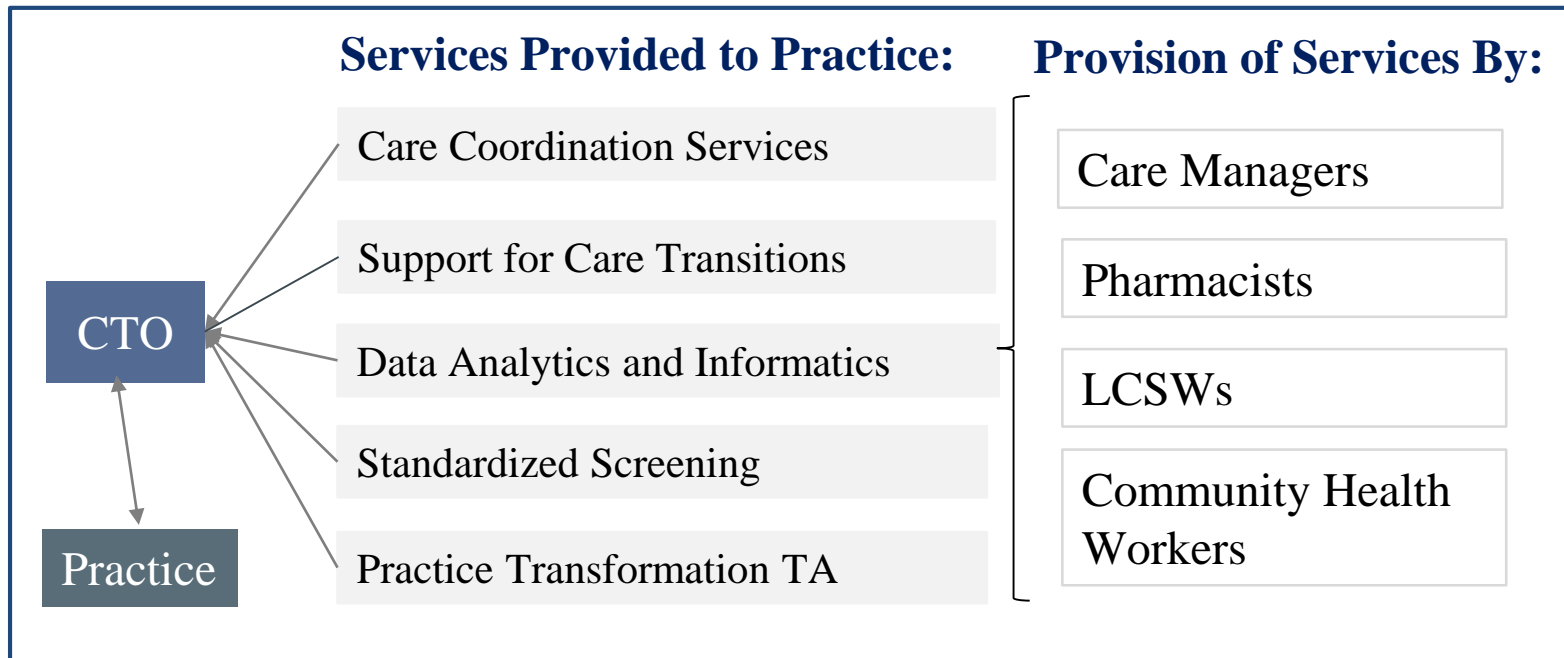 Services Provided to Practice:
Provision of Services By:
Care Coordination Services
Support for Care Transitions
Data Analytics and Informatics
Standardized Screening
Practice Transformation TA
CTO
Practice
Care Managers
Pharmacists
LCSWs
Community Health
Workers